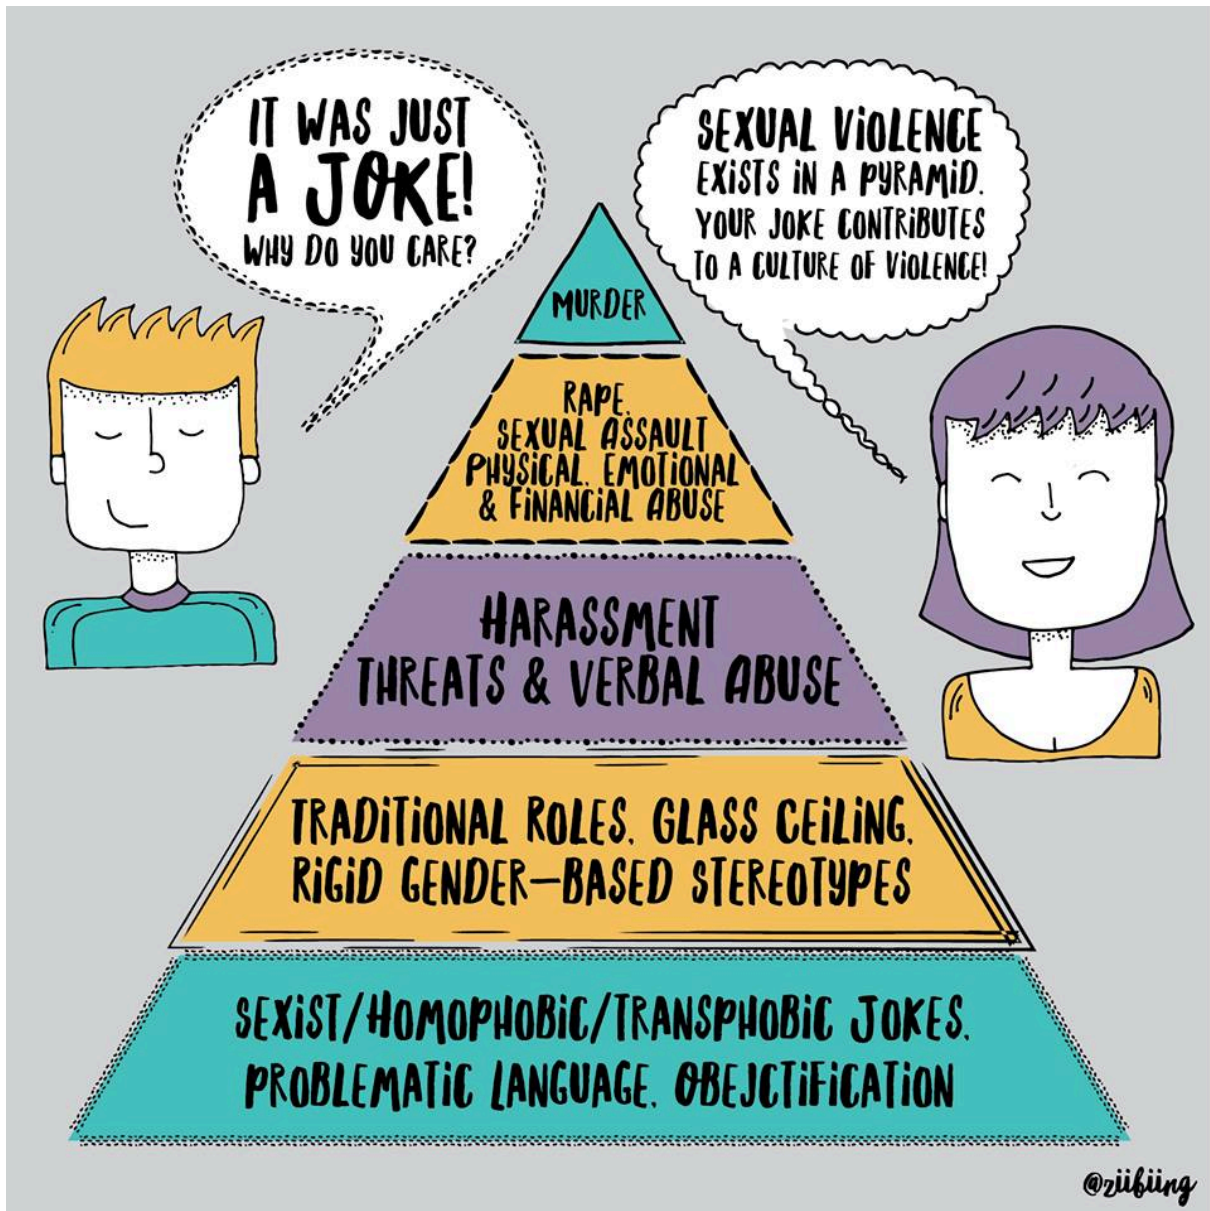 IT WAS JUST
A JOKE!
WHY DO YOU CARE?
SEXUAL ViOLENCE
EXiSTS iN A PYRAMiD.
YOUR JOKE CONTRiBUTES
TO A CULTURE OF ViOLENCE!
MURDER
RAPE,
SEXUAL ASSAULT
PHYSiCAL, EMOTiONAL
& FiNANCiAL ABUSE
HARASSMENT
THREATS & VERBAL ABUSE
TRADiTiONAL ROLES, GLASS CEiLiNG,
RiGiD GENDER-BASED STEREOTYPES
SEXiST/HOMOPHOBiC/TRANSPHOBiC JOKES,
PROBLEMATiC LANGUAGE, OBEJCTiFiCATiON
@ziibiing